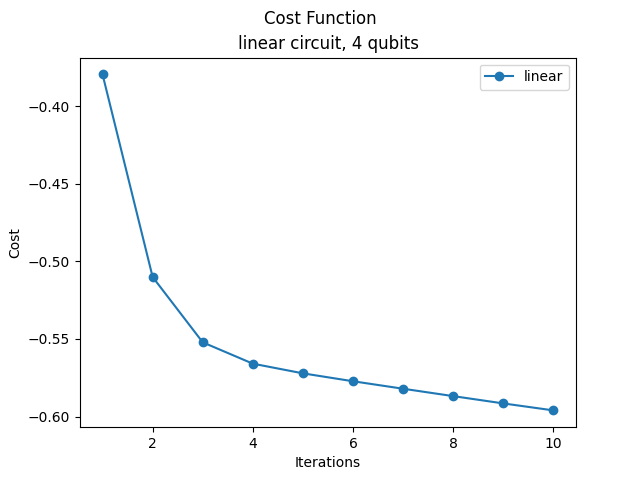 Cost Function
linear circuit, 4 qubits
linear
−0.40
−0.45
−0.50
−0.55
−0.60
Cost
2
4
6
8
10
Iterations